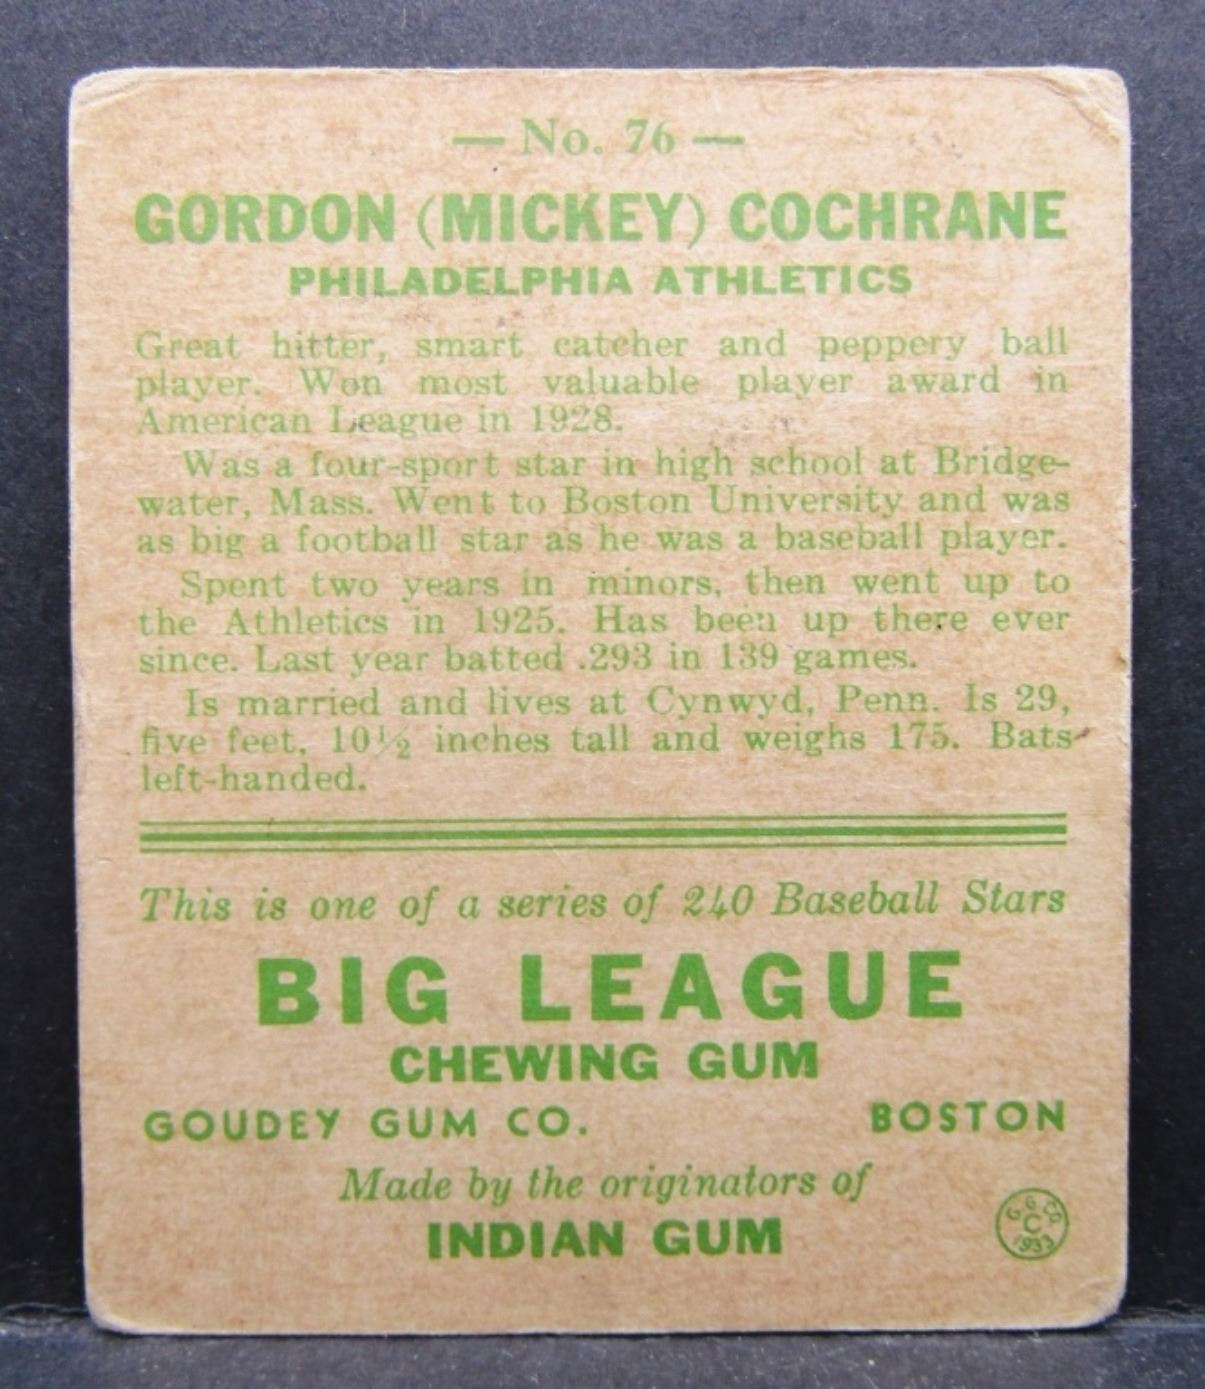 — No. 76 —
GORDON (MICKEY) COCHRANE
PHILADELPHIA ATHLETICS
Great hitter, smart catcher and peppery ball
player. Won most valuable player award in
American League in 1928.
Was a four-sport star in high school at Bridge-
water, Mass. Went to Boston University and was
as big a football star as he was a baseball player.
Spent two years in minors, then went up to
the Athletics in 1925. Has been up there ever
since. Last year batted .293 in 139 games.
Is married and lives at Cynwyd, Penn. Is 29,
five feet, 10½ inches tall and weighs 175. Bats
left-handed.
This is one of a series of 240 Baseball Stars
BIG LEAGUE
CHEWING GUM
GOUDEY GUM CO. BOSTON
Made by the originators of
INDIAN GUM
G. G. CO.
C
1933